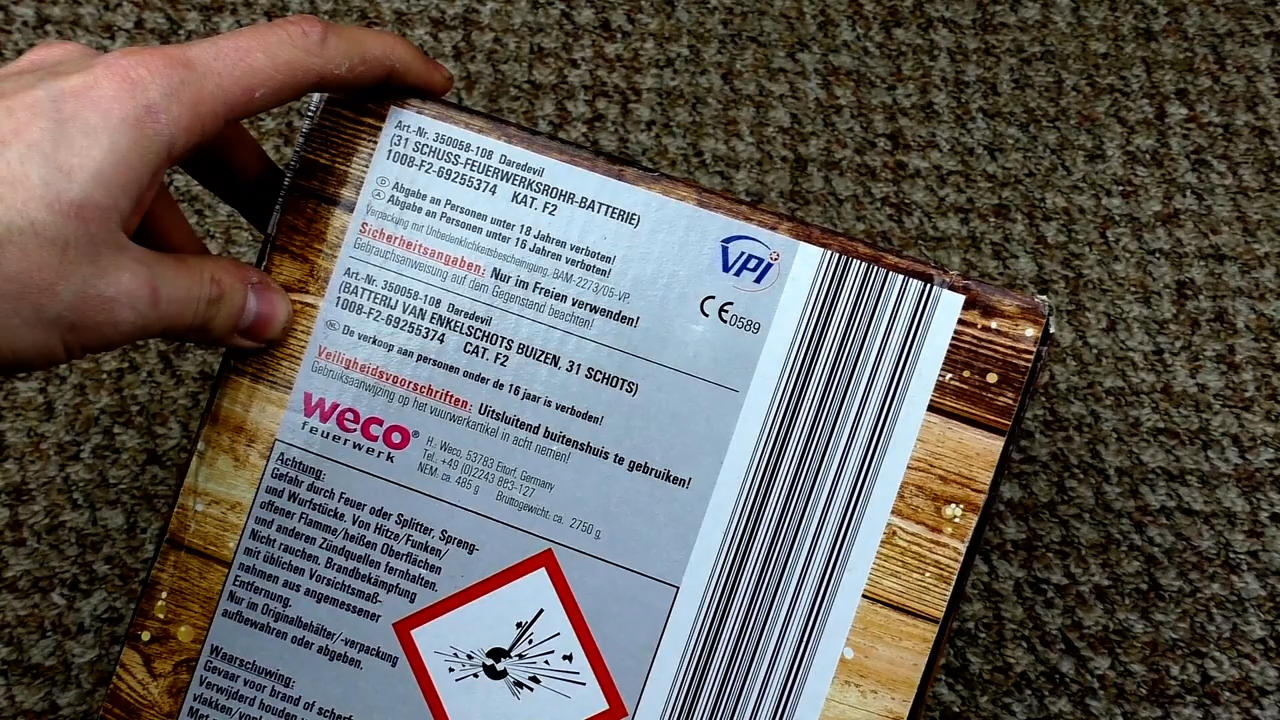 Art.-Nr. 350058-108 Daredevil
(31 SCHUSS-FEUERWERKSROHR-BATTERIE)
1008-F2-69255374 KAT. F2
D Abgabe an Personen unter 18 Jahren verboten!
A Abgabe an Personen unter 16 Jahren verboten!
Verpackung mit Unbedenklichkeitsbescheinigung. BAM-2273/05-VP.
Sicherheitsangaben: Nur im Freien verwenden!
Gebrauchsanweisung auf dem Gegenstand beachten!
VPI
CE0589
Art.-Nr. 350058-108 Daredevil
(BATTERIJ VAN ENKELSCHOTS BUIZEN, 31 SCHOTS)
1008-F2-69255374 CAT. F2
NL De verkoop aan personen onder de 16 jaar is verboden!
Veiligheidsvoorschriften: Uitsluitend buitenshuis te gebruiken!
Gebruiksaanwijzing op het vuurwerkartikel in acht nemen!
weco®
feuerwerk
H.: Weco, 53783 Eitorf, Germany
Tel.: +49 (0)2243 883-127
NEM: ca. 485 g Bruttogewicht: ca. 2750 g.
Achtung:
Gefahr durch Feuer oder Splitter, Spreng-
und Wurfstücke. Von Hitze/Funken/
offener Flamme/heißen Oberflächen
und anderen Zündquellen fernhalten.
Nicht rauchen. Brandbekämpfung
mit üblichen Vorsichtsmaß-
nahmen aus angemessener
Entfernung.
Nur im Originalbehälter/-verpackung
aufbewahren oder abgeben.
Waarschuwing:
Gevaar voor brand of scherf
Verwijderd houden
vlakken/vonk
Met